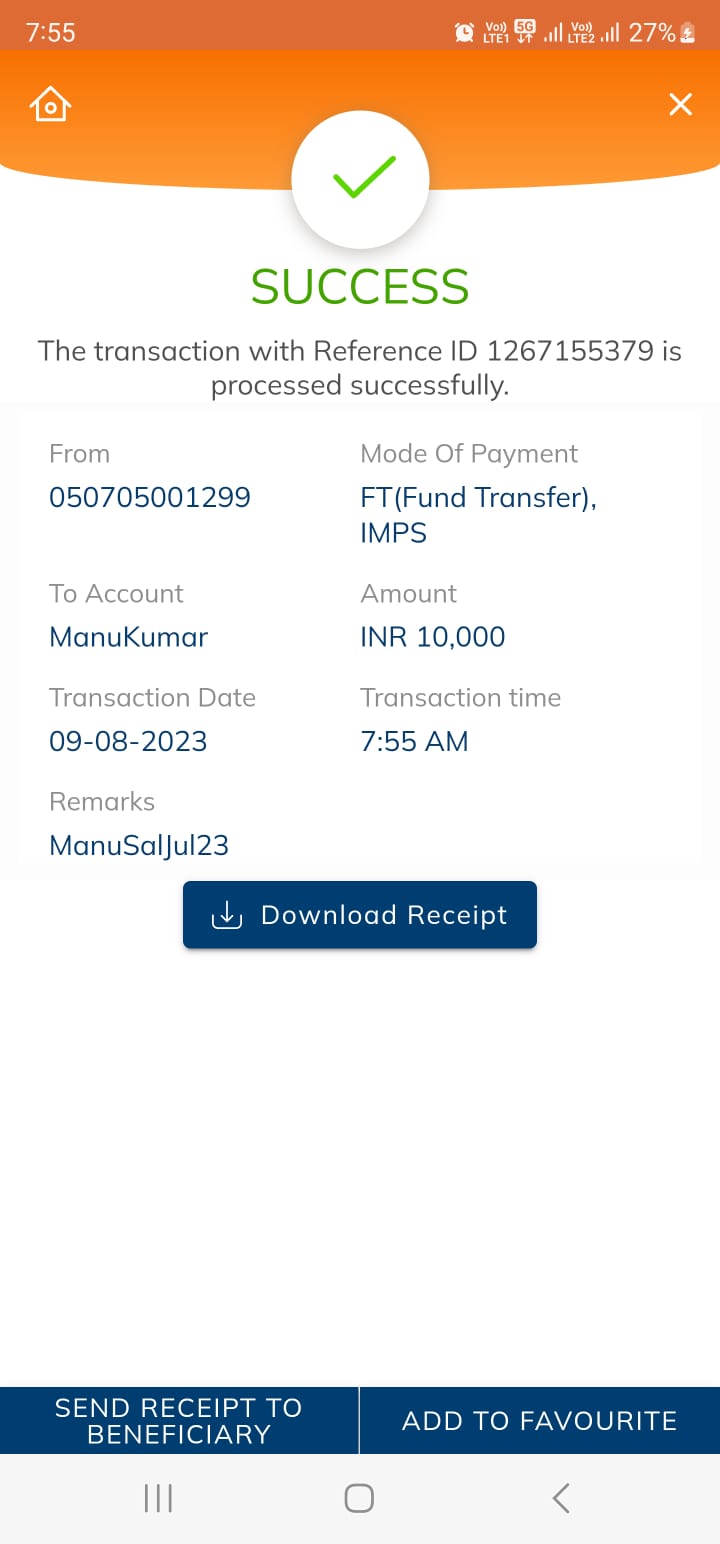 7:55
Vo)) LTE1 5G Vo)) LTE2 27%
SUCCESS
The transaction with Reference ID 1267155379 is
processed successfully.
From
050705001299
Mode Of Payment
FT(Fund Transfer),
IMPS
To Account
ManuKumar
Amount
INR 10,000
Transaction Date
09-08-2023
Transaction time
7:55 AM
Remarks
ManuSalJul23
Download Receipt
SEND RECEIPT TO
BENEFICIARY
ADD TO FAVOURITE